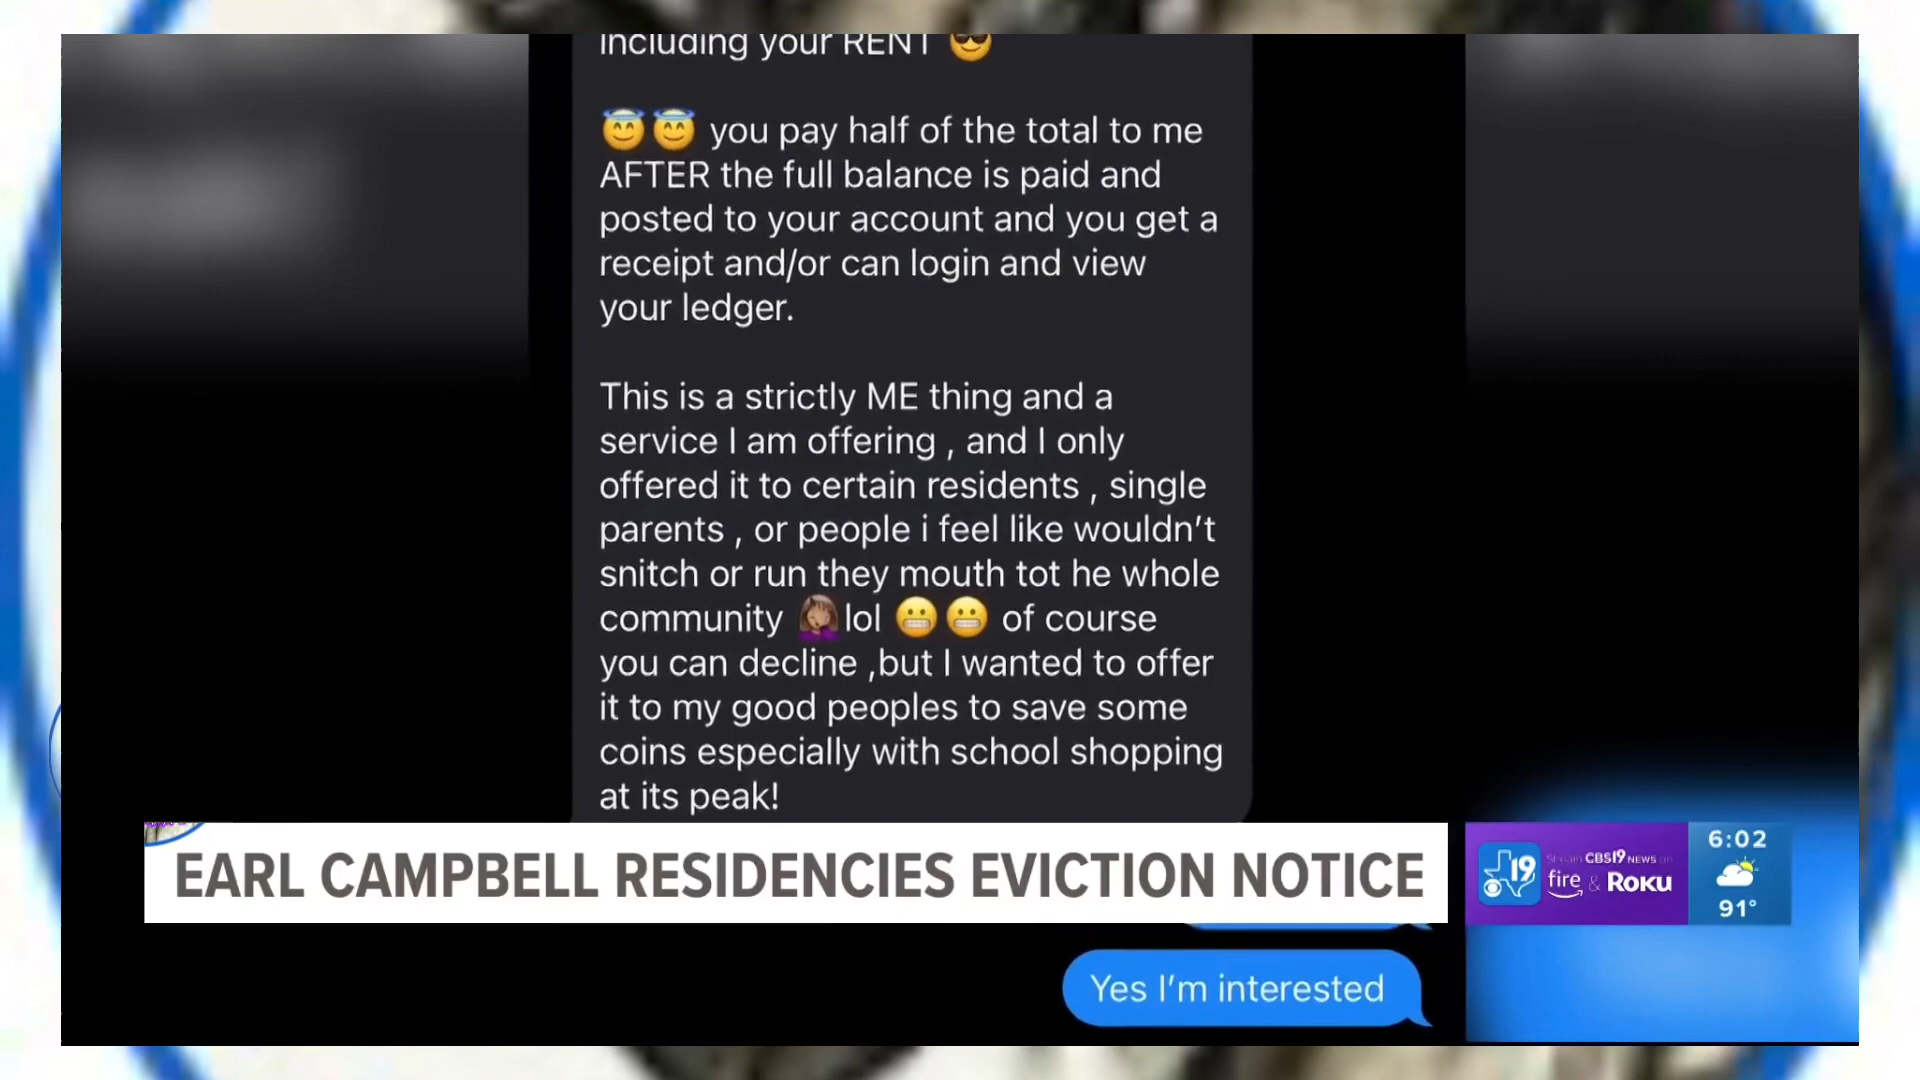 including your RENT 😎
😇😇 you pay half of the total to me
AFTER the full balance is paid and
posted to your account and you get a
receipt and/or can login and view
your ledger.
This is a strictly ME thing and a
service I am offering , and I only
offered it to certain residents , single
parents , or people i feel like wouldn't
snitch or run they mouth tot he whole
community 🤦🏽‍♀️lol 😬😬 of course
you can decline ,but I wanted to offer
it to my good peoples to save some
coins especially with school shopping
at its peak!
EARL CAMPBELL RESIDENCIES EVICTION NOTICE
19
Stream CBS19 NEWS on
fire & ROKU
6:02
91°
Yes I'm interested